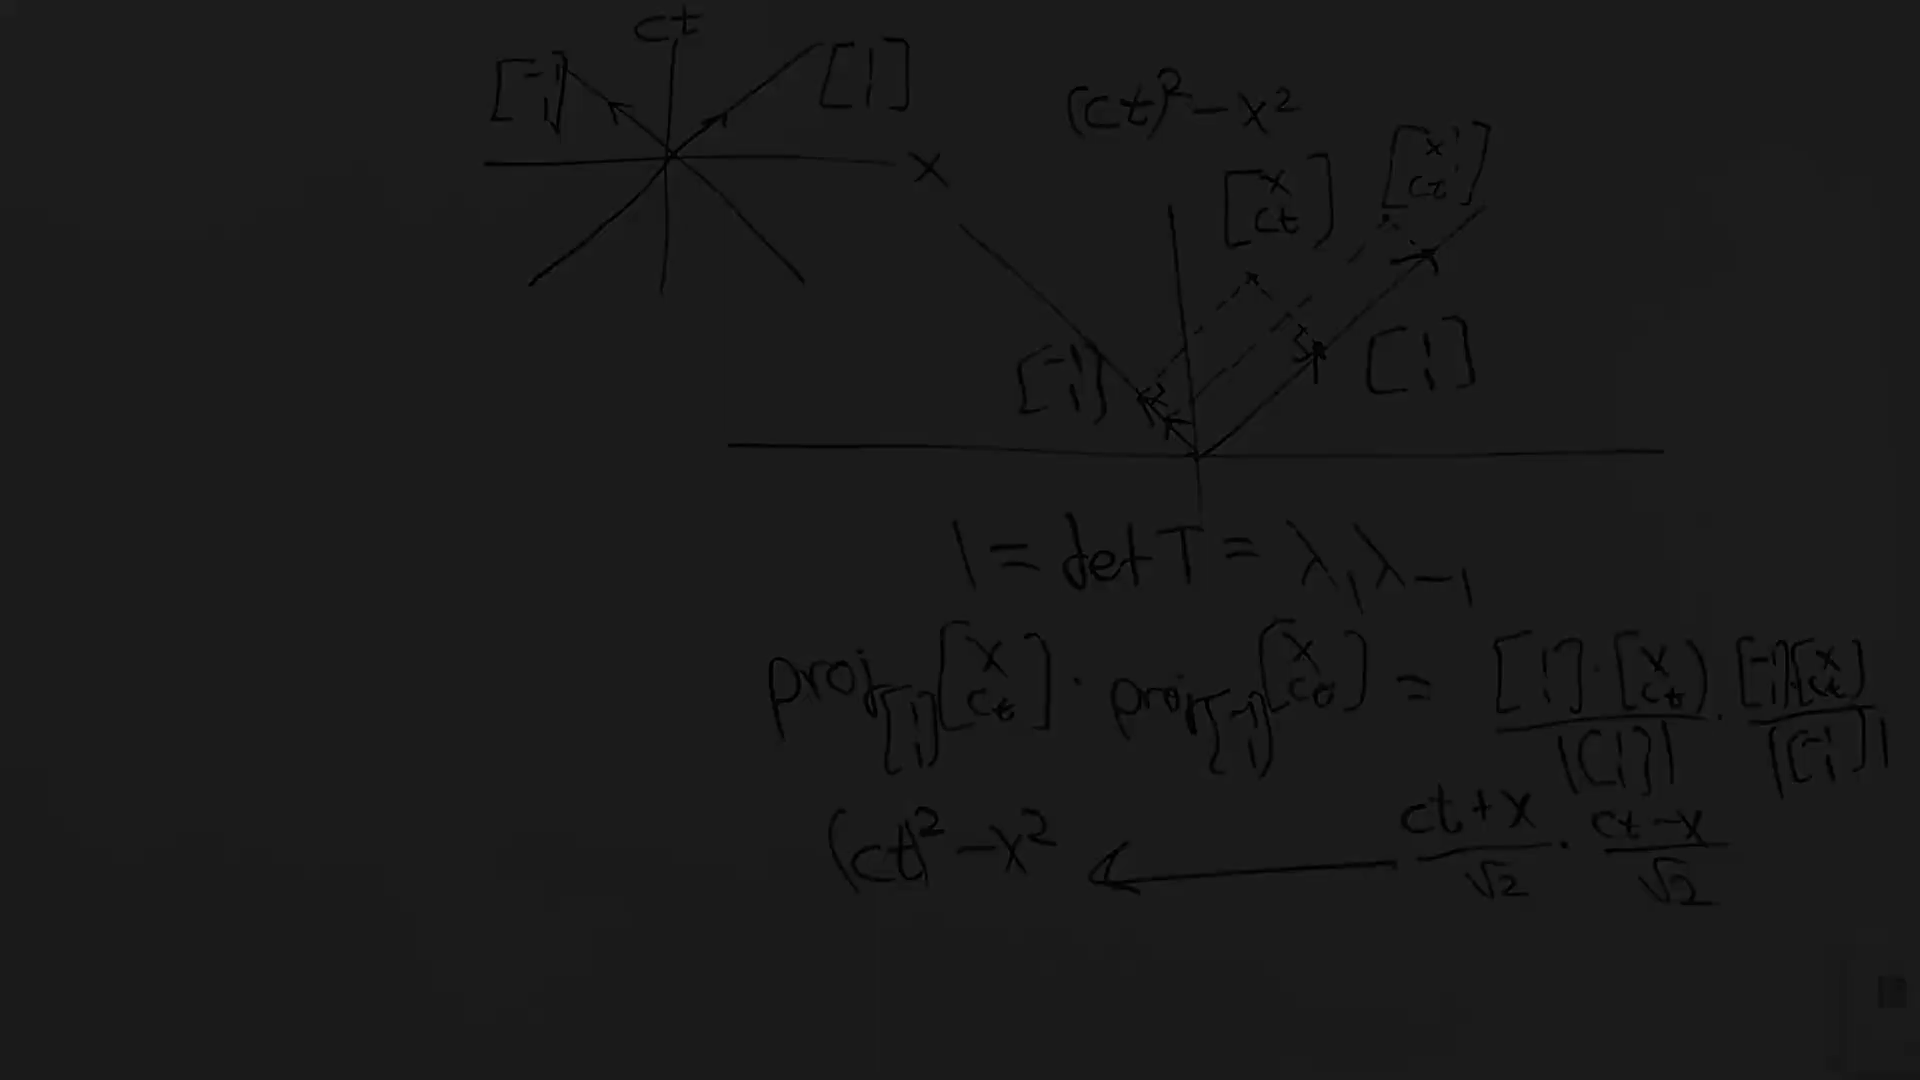 ct
[-1 1] [1 1]
x
(ct)² - x²
[x ct] [x' ct']
[-1 1] [1 1]
1 = det T = λ₁λ₋₁
proj_[1 1] [x ct] · proj_[-1 1] [x ct] = [1 1]·[x ct] / |[1 1]| · [-1 1]·[x ct] / |[-1 1]|
(ct)² - x² ← ct+x / √2 · ct-x / √2